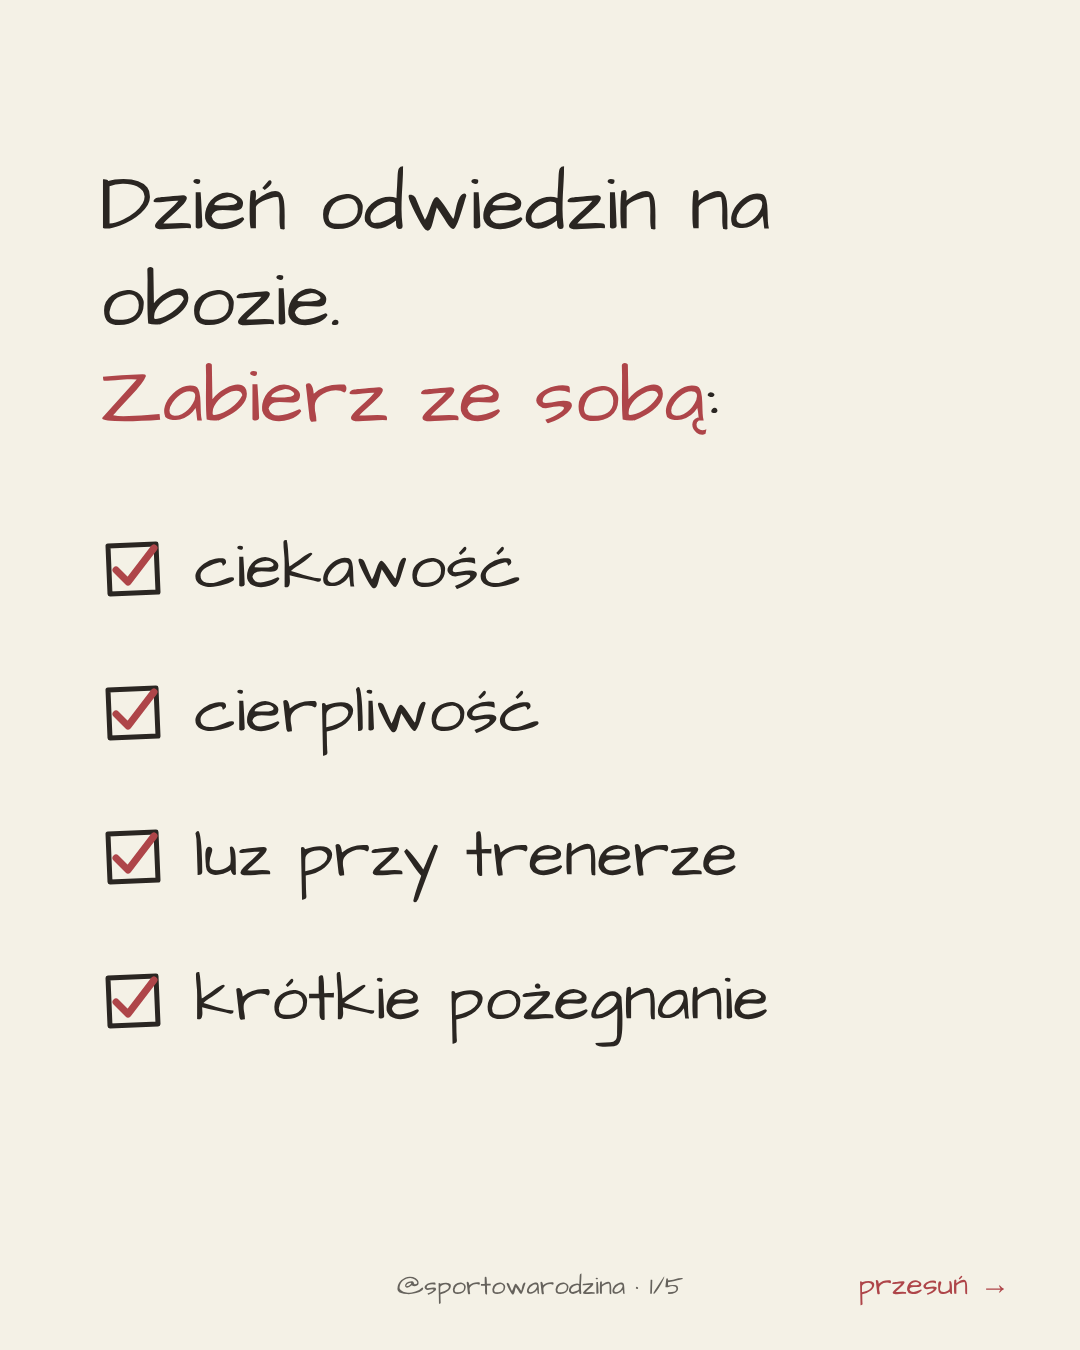 Dzień odwiedzin na
obozie.
Zabierz ze sobą:
ciekawość
cierpliwość
luz przy trenerze
krótkie pożegnanie
@sportowarodzina · 1/5
przesuń →